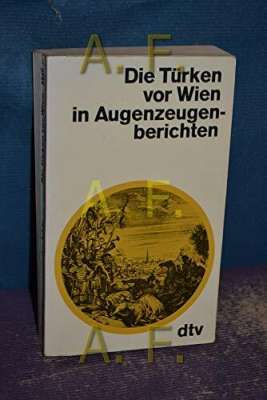 A. F.
Die Türken
vor Wien
in Augenzeugen-
berichten
A. F.
A. F.
dtv
A. F.